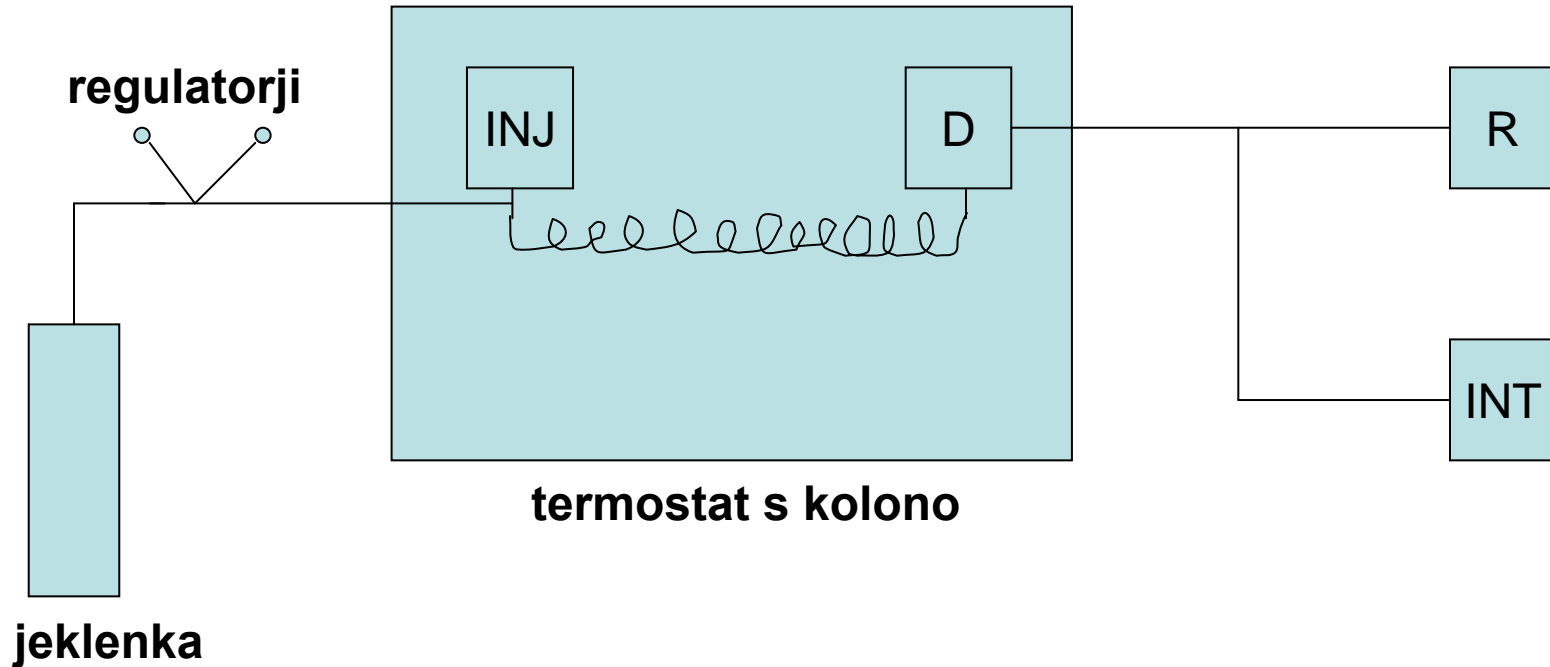 regulatorji
INJ
D
R
INT
termostat s kolono
jeklenka